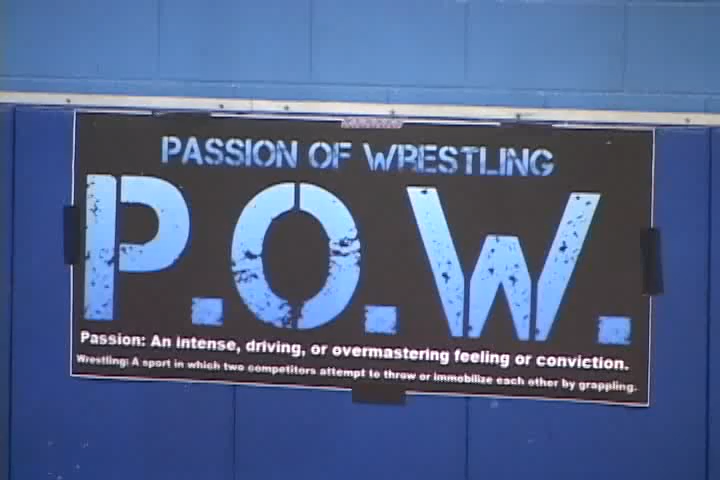 PASSION OF WRESTLING
P.O.W.
Passion: An intense, driving, or overmastering feeling or conviction.
Wrestling: A sport in which two competitors attempt to throw or immobilize each other by grappling.